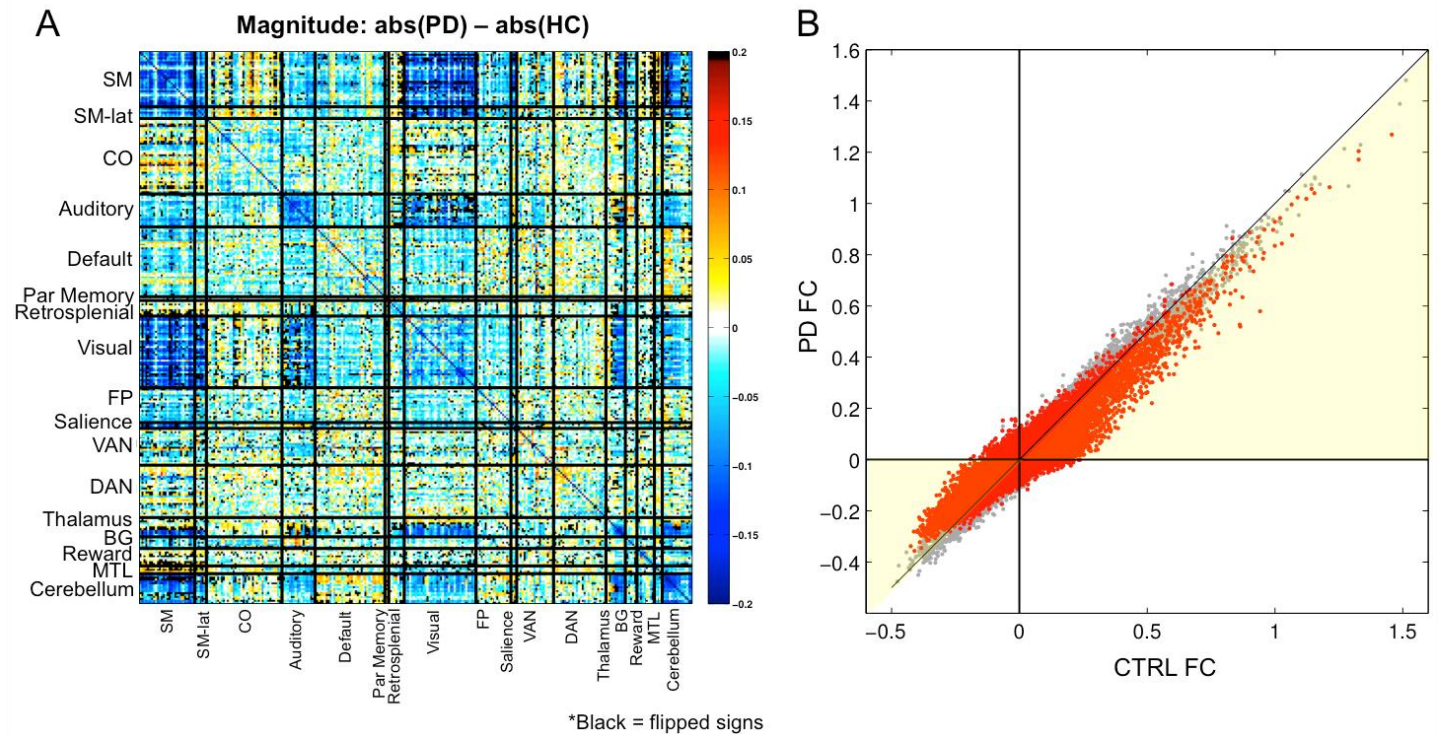 A
Magnitude: abs(PD) – abs(HC)
SM
SM-lat
CO
Auditory
Default
Par Memory
Retrosplenial
Visual
FP
Salience
VAN
DAN
Thalamus
BG
Reward
MTL
Cerebellum
0.2
0.15
0.1
0.05
0
−0.05
−0.1
−0.15
−0.2
SM
SM-lat
CO
Auditory
Default
Par Memory
Retrosplenial
Visual
FP
Salience
VAN
DAN
Thalamus
BG
Reward
MTL
Cerebellum
*Black = flipped signs
B
PD FC
1.6
1.4
1.2
1
0.8
0.6
0.4
0.2
0
−0.2
−0.4
−0.5
0
0.5
1
1.5
CTRL FC